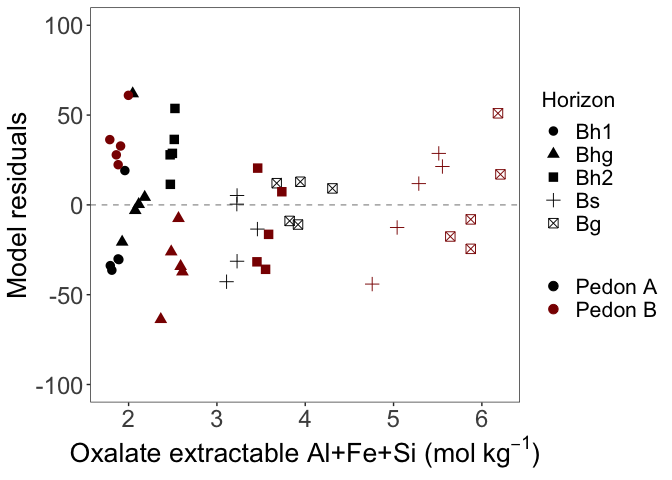 100
50
0
-50
-100
Model residuals
2 3 4 5 6
Oxalate extractable Al+Fe+Si (mol kg⁻¹)
Horizon
Bh1
Bhg
Bh2
Bs
Bg
Pedon A
Pedon B